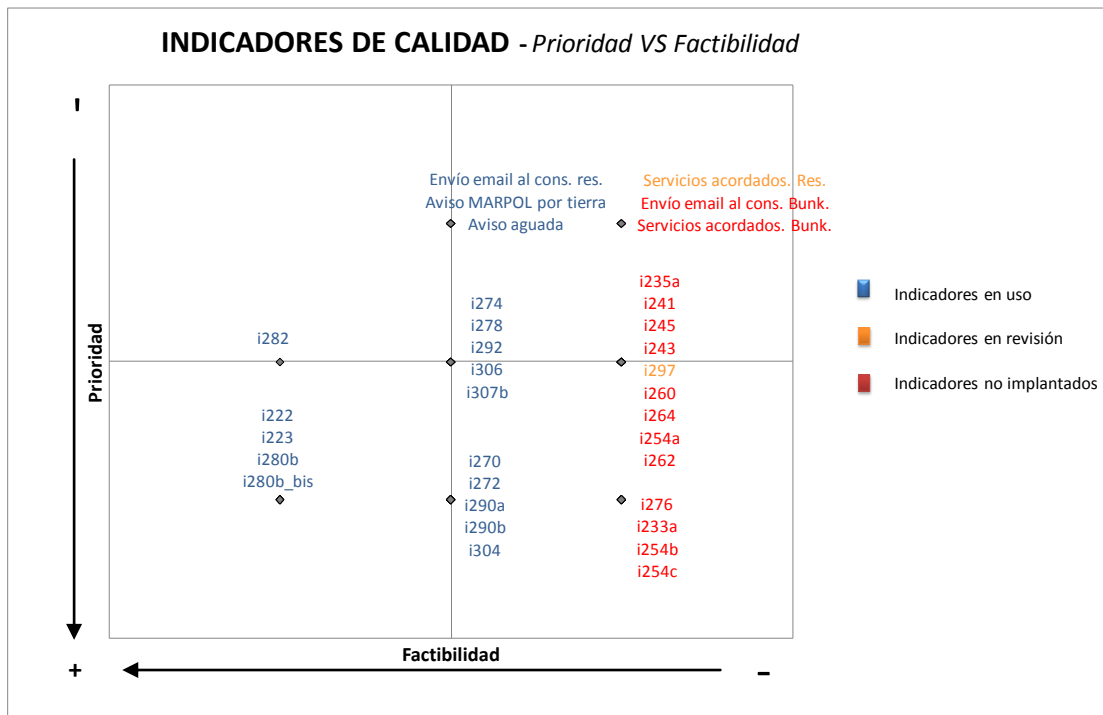 INDICADORES DE CALIDAD - Prioridad VS Factibilidad
Envío email al cons. res.
Aviso MARPOL por tierra
Aviso aguada
Servicios acordados. Res.
Envío email al cons. Bunk.
Servicios acordados. Bunk.
i282
i274
i278
i292
i306
i307b
i235a
i241
i245
i243
i297
i260
i264
i254a
i262
i222
i223
i280b
i280b_bis
i270
i272
i290a
i290b
i304
i276
i233a
i254b
i254c
Prioridad
+
Factibilidad
-
Indicadores en uso
Indicadores en revisión
Indicadores no implantados